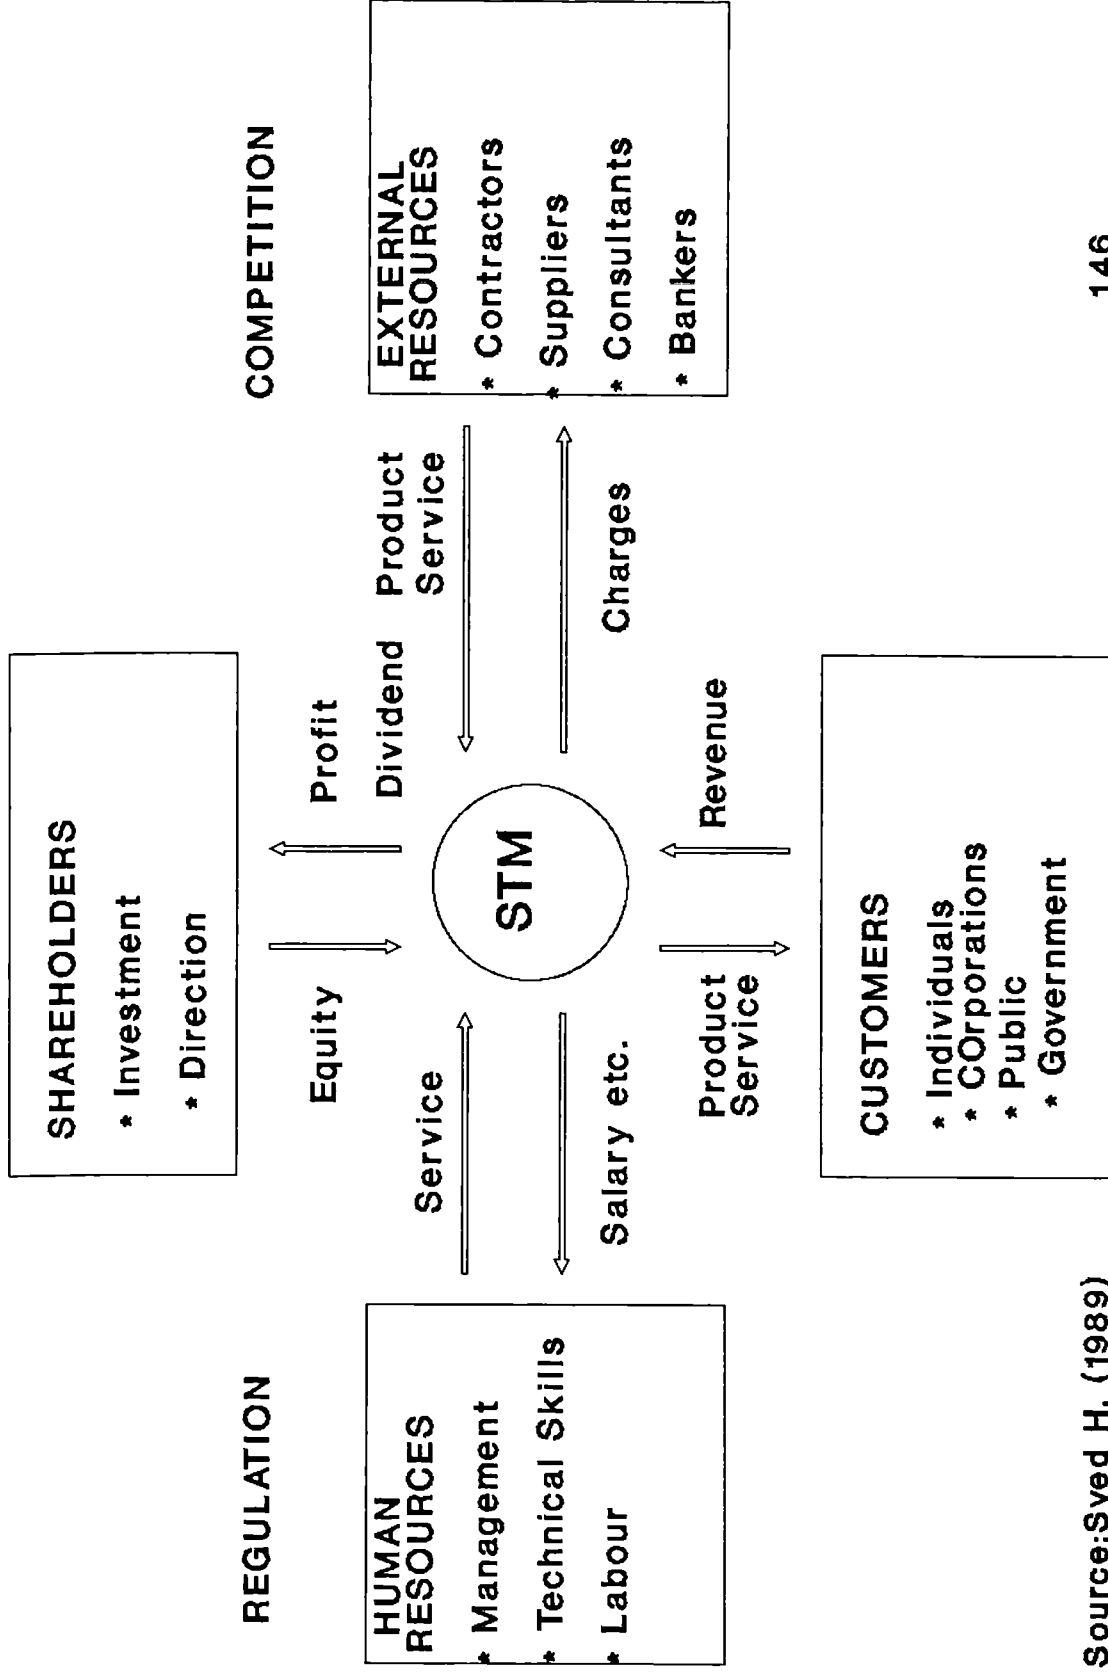 SHAREHOLDERS
* Investment
* Direction
REGULATION
COMPETITION
Equity
Profit
Dividend
HUMAN
RESOURCES
* Management
* Technical Skills
* Labour
Service
Salary etc.
STM
Product
Service
Charges
EXTERNAL
RESOURCES
* Contractors
* Suppliers
* Consultants
* Bankers
Product
Service
Revenue
CUSTOMERS
* Individuals
* COrporations
* Public
* Government
Source:Syed H. (1989)
146